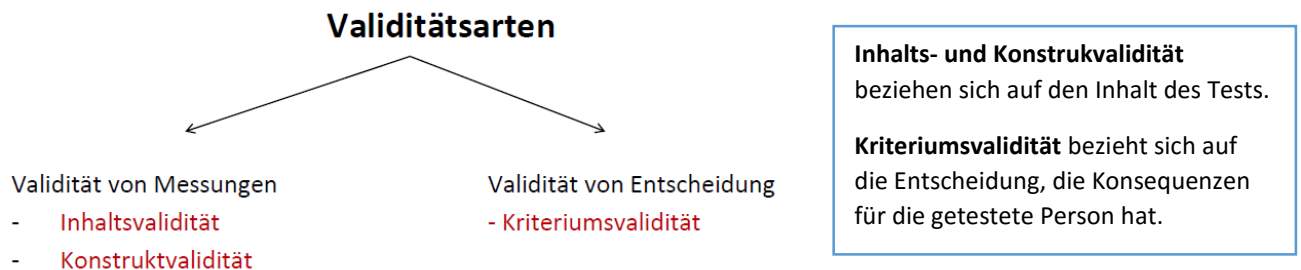 Validitätsarten
Validität von Messungen
- Inhaltsvalidität
- Konstruktvalidität
Validität von Entscheidung
- Kriteriumsvalidität
Inhalts- und Konstrukvalidität
beziehen sich auf den Inhalt des Tests.
Kriteriumsvalidität bezieht sich auf
die Entscheidung, die Konsequenzen
für die getestete Person hat.